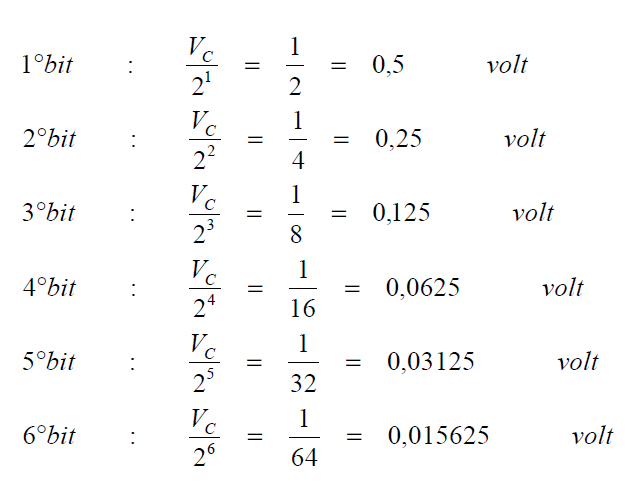 1°bit : V_C/2^1 = 1/2 = 0,5 volt
2°bit : V_C/2^2 = 1/4 = 0,25 volt
3°bit : V_C/2^3 = 1/8 = 0,125 volt
4°bit : V_C/2^4 = 1/16 = 0,0625 volt
5°bit : V_C/2^5 = 1/32 = 0,03125 volt
6°bit : V_C/2^6 = 1/64 = 0,015625 volt